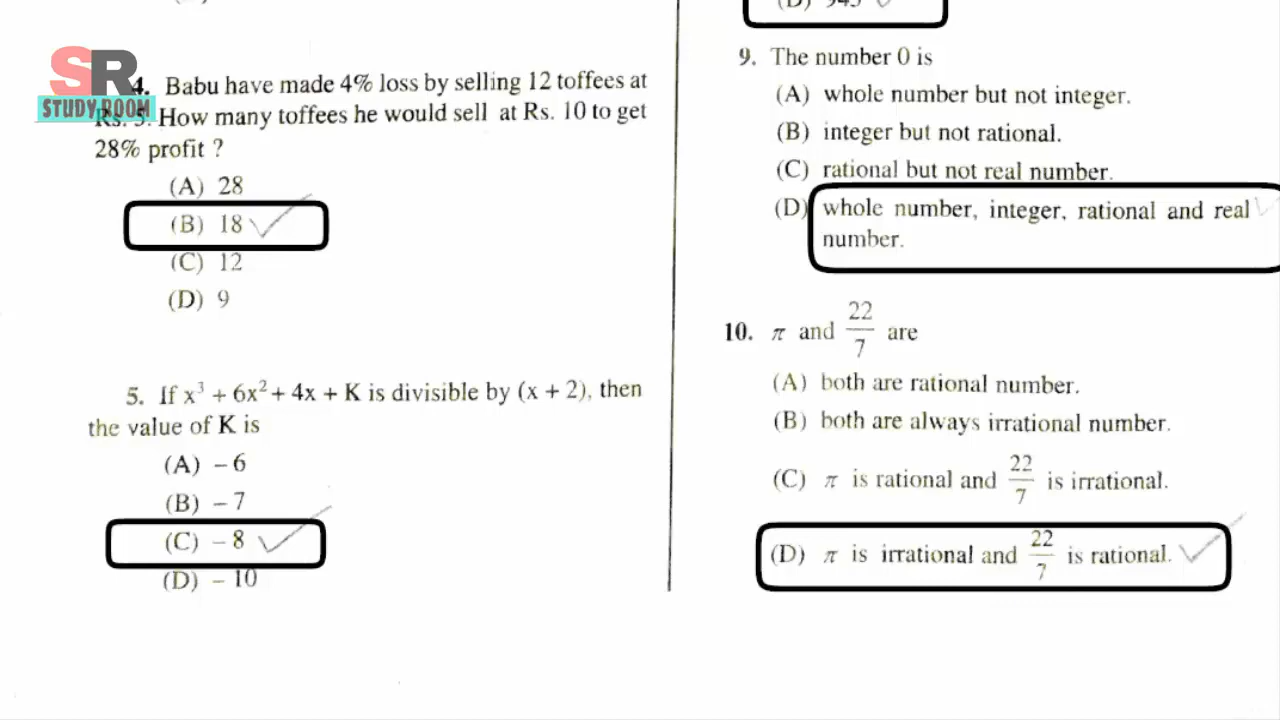 SR
STUDY ROOM
4. Babu have made 4% loss by selling 12 toffees at
Rs. 5. How many toffees he would sell at Rs. 10 to get
28% profit ?
(A) 28
(B) 18
(C) 12
(D) 9
5. If x³ + 6x² + 4x + K is divisible by (x + 2), then
the value of K is
(A) – 6
(B) – 7
(C) – 8
(D) – 10
(D) 945
9. The number 0 is
(A) whole number but not integer.
(B) integer but not rational.
(C) rational but not real number.
(D) whole number, integer, rational and real
number.
10. π and 22/7 are
(A) both are rational number.
(B) both are always irrational number.
(C) π is rational and 22/7 is irrational.
(D) π is irrational and 22/7 is rational.